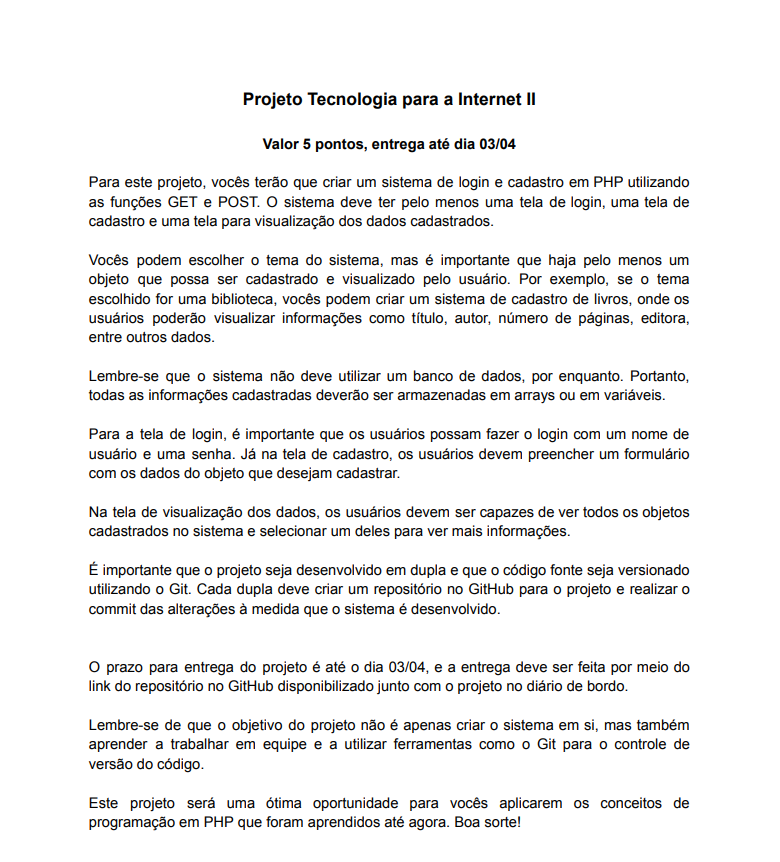 Projeto Tecnologia para a Internet II
Valor 5 pontos, entrega até dia 03/04
Para este projeto, vocês terão que criar um sistema de login e cadastro em PHP utilizando
as funções GET e POST. O sistema deve ter pelo menos uma tela de login, uma tela de
cadastro e uma tela para visualização dos dados cadastrados.
Vocês podem escolher o tema do sistema, mas é importante que haja pelo menos um
objeto que possa ser cadastrado e visualizado pelo usuário. Por exemplo, se o tema
escolhido for uma biblioteca, vocês podem criar um sistema de cadastro de livros, onde os
usuários poderão visualizar informações como título, autor, número de páginas, editora,
entre outros dados.
Lembre-se que o sistema não deve utilizar um banco de dados, por enquanto. Portanto,
todas as informações cadastradas deverão ser armazenadas em arrays ou em variáveis.
Para a tela de login, é importante que os usuários possam fazer o login com um nome de
usuário e uma senha. Já na tela de cadastro, os usuários devem preencher um formulário
com os dados do objeto que desejam cadastrar.
Na tela de visualização dos dados, os usuários devem ser capazes de ver todos os objetos
cadastrados no sistema e selecionar um deles para ver mais informações.
É importante que o projeto seja desenvolvido em dupla e que o código fonte seja versionado
utilizando o Git. Cada dupla deve criar um repositório no GitHub para o projeto e realizar o
commit das alterações à medida que o sistema é desenvolvido.
O prazo para entrega do projeto é até o dia 03/04, e a entrega deve ser feita por meio do
link do repositório no GitHub disponibilizado junto com o projeto no diário de bordo.
Lembre-se de que o objetivo do projeto não é apenas criar o sistema em si, mas também
aprender a trabalhar em equipe e a utilizar ferramentas como o Git para o controle de
versão do código.
Este projeto será uma ótima oportunidade para vocês aplicarem os conceitos de
programação em PHP que foram aprendidos até agora. Boa sorte!